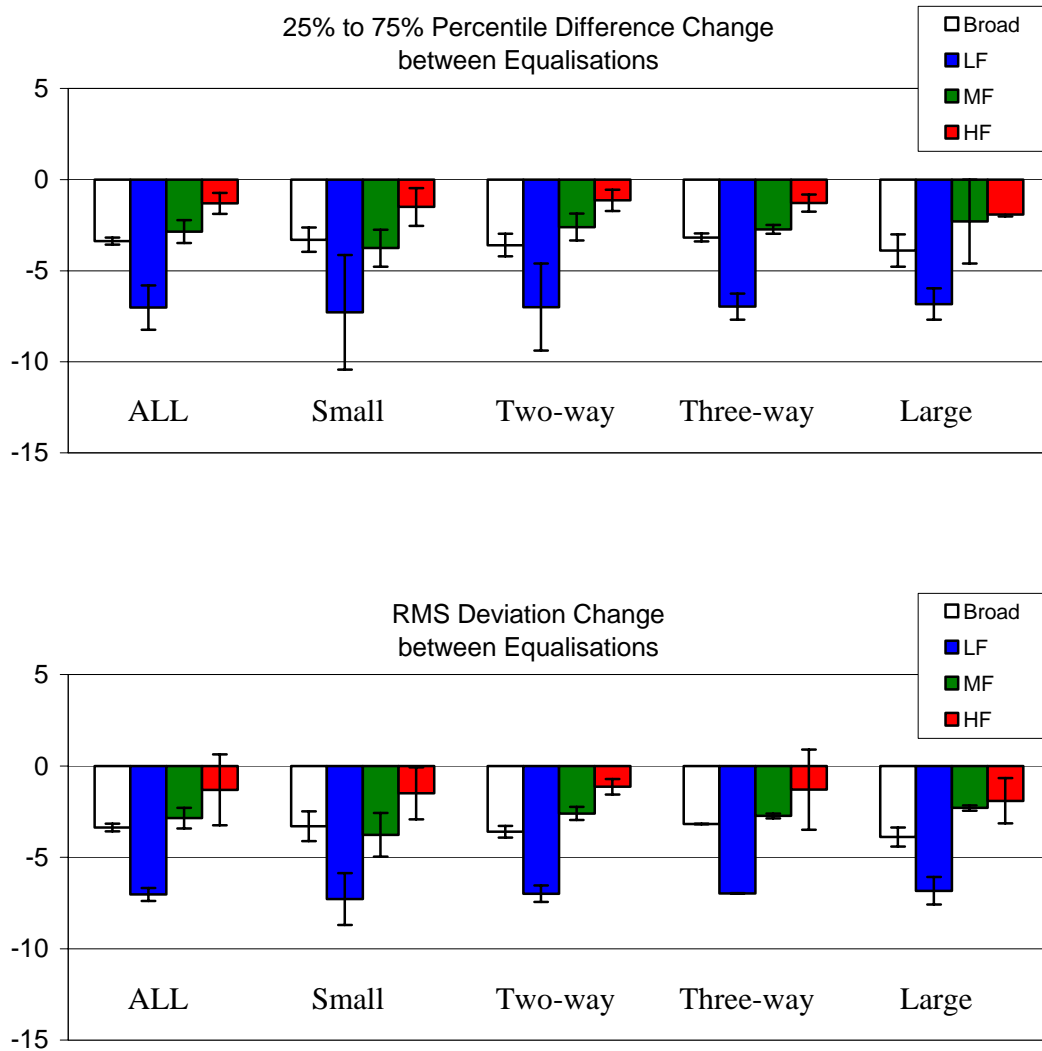 25% to 75% Percentile Difference Change
between Equalisations
Broad
LF
MF
HF
5
0
-5
-10
-15
ALL Small Two-way Three-way Large
RMS Deviation Change
between Equalisations
Broad
LF
MF
HF
5
0
-5
-10
-15
ALL Small Two-way Three-way Large